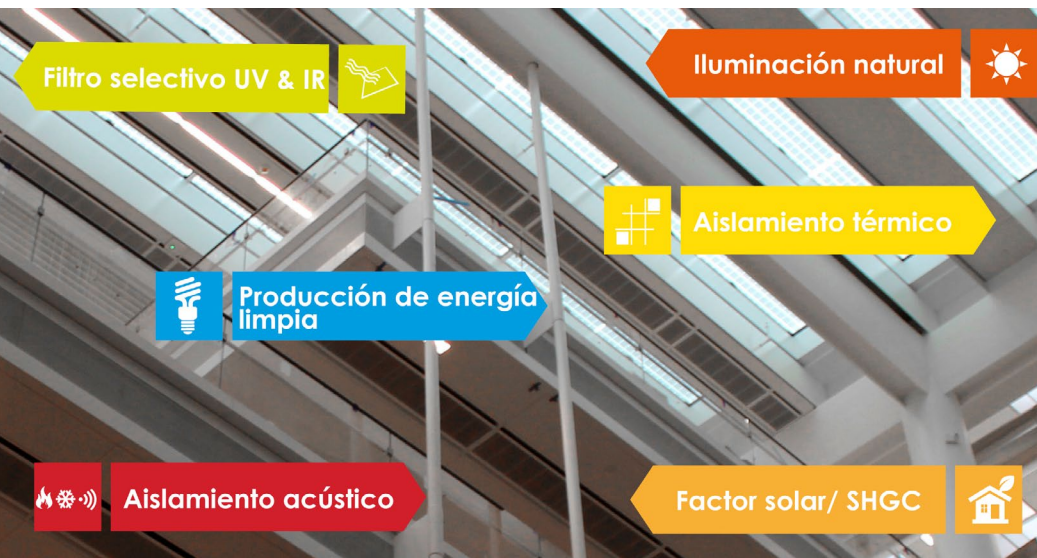 Filtro selectivo UV & IR
Iluminación natural
Aislamiento térmico
Producción de energía
limpia
Aislamiento acústico
Factor solar/ SHGC